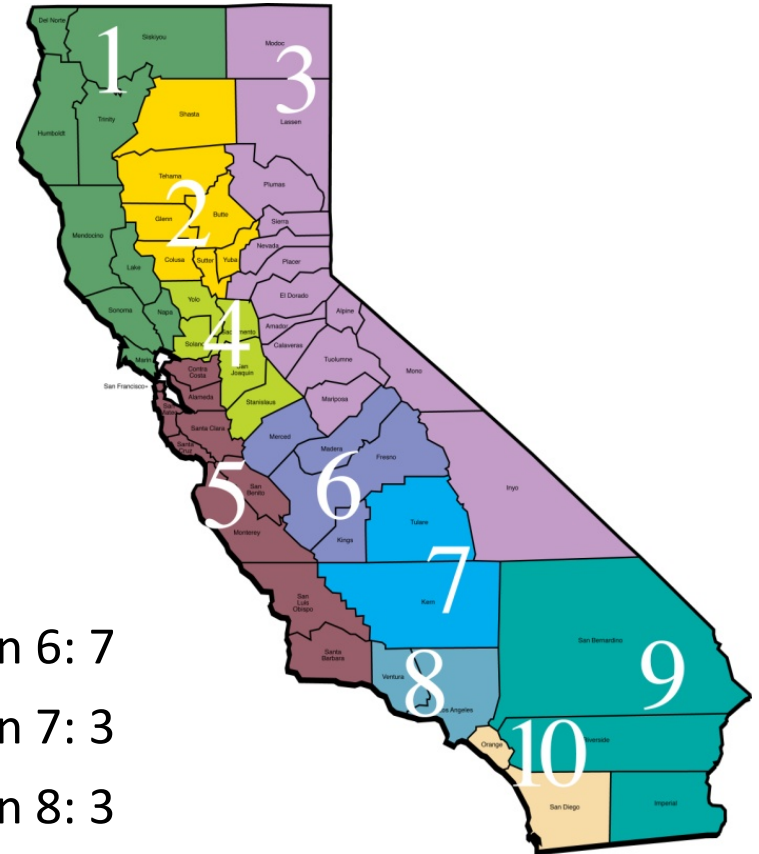 Del Norte
Siskiyou
Modoc
1
3
Shasta
Lassen
Trinity
Humboldt
Tehama
Plumas
2
Glenn
Butte
Sierra
Mendocino
Nevada
Colusa
Sutter
Yuba
Placer
Lake
Yolo
El Dorado
Sonoma
Napa
Alpine
4
Amador
Solano
Calaveras
Marin
San Joaquin
Tuolumne
Contra
Costa
Mono
San Francisco
Alameda
Mariposa
Stanislaus
Santa Clara
Merced
Madera
Santa
Cruz
Fresno
5
6
San
Benito
Inyo
Tulare
Monterey
Kings
7
San
Luis
Obispo
Kern
San Bernardino
n 6: 7
Santa
Barbara
8
Ventura
9
Los Angeles
n 7: 3
Orange
10
Riverside
n 8: 3
San Diego
Imperial